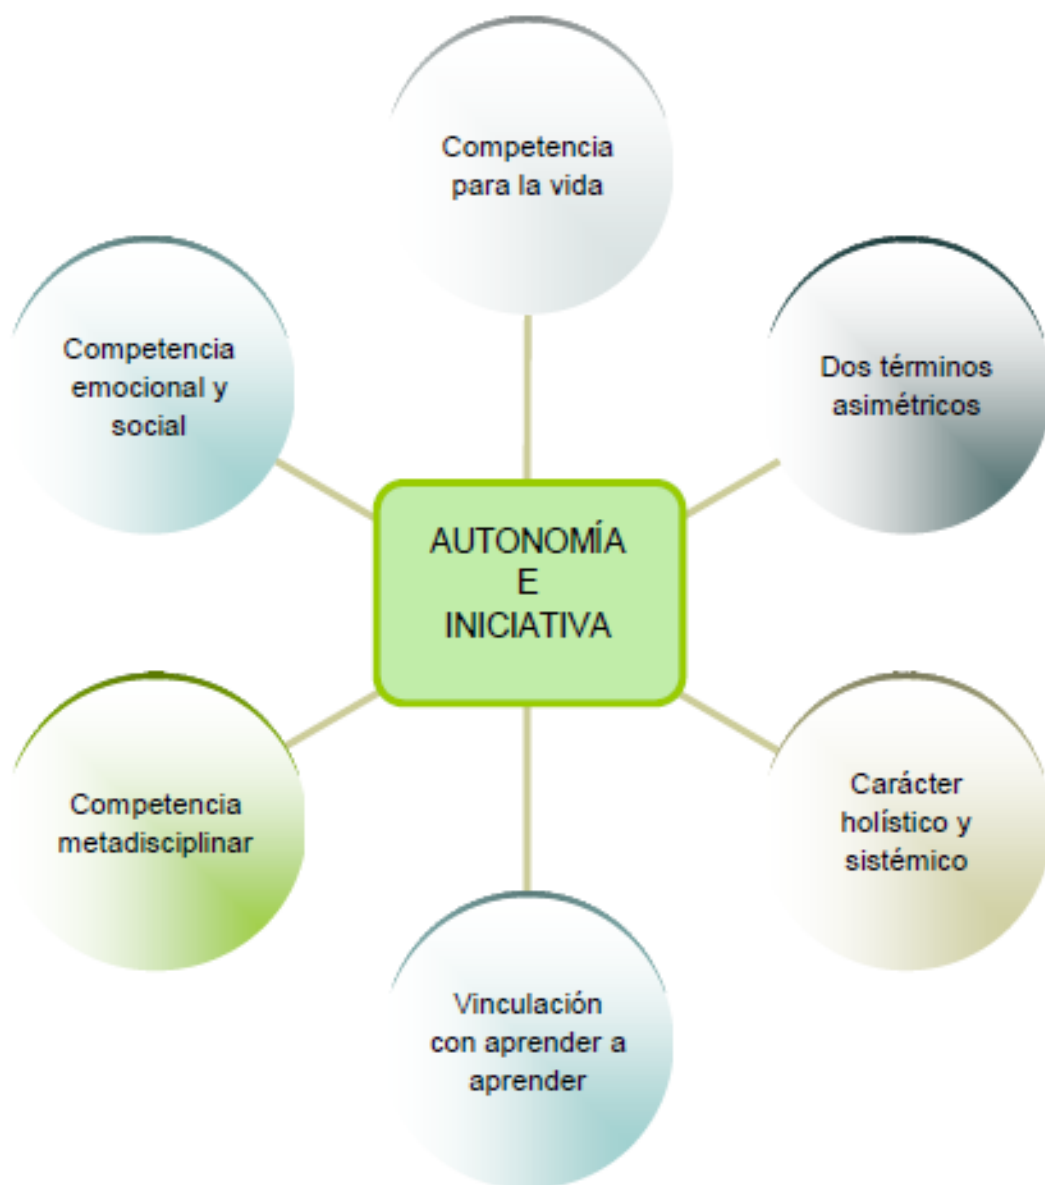 Competencia
para la vida
Competencia
emocional y
social
Dos términos
asimétricos
AUTONOMÍA
E
INICIATIVA
Competencia
metadisciplinar
Carácter
holístico y
sistémico
Vinculación
con aprender a
aprender